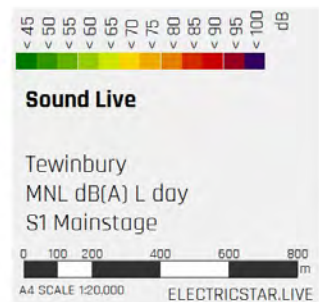 < 45 < 50 < 55 < 60 < 65 < 70 < 75 < 80 < 85 < 90 < 95 < 100 dB
Sound Live
Tewinbury
MNL dB(A) L day
S1 Mainstage
0 100 200 400 600 800
m
A4 SCALE 1:20,000 ELECTRICSTAR.LIVE